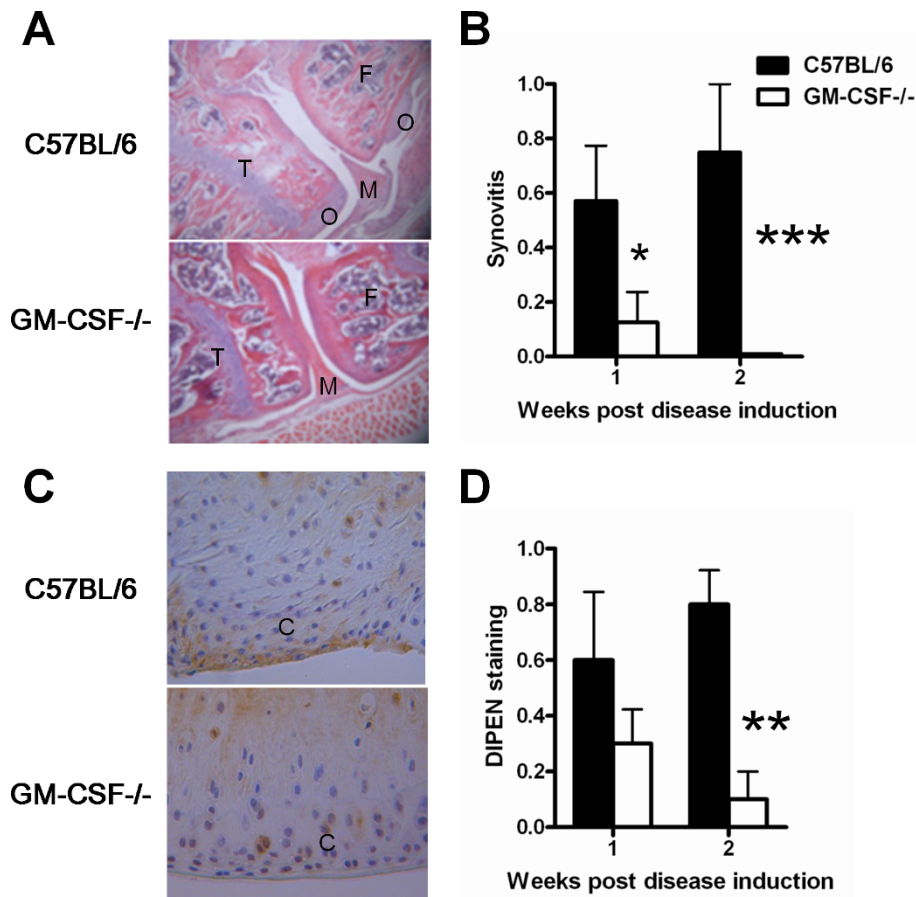 A
C57BL/6
F
O
T
M
O
GM-CSF-/-
F
T
M
B
C57BL/6
GM-CSF-/-
1.0
0.8
0.6
0.4
0.2
0.0
Synovitis
*
***
1
2
Weeks post disease induction
C
C57BL/6
C
GM-CSF-/-
C
D
1.0
0.8
0.6
0.4
0.2
0.0
DIPEN staining
**
1
2
Weeks post disease induction